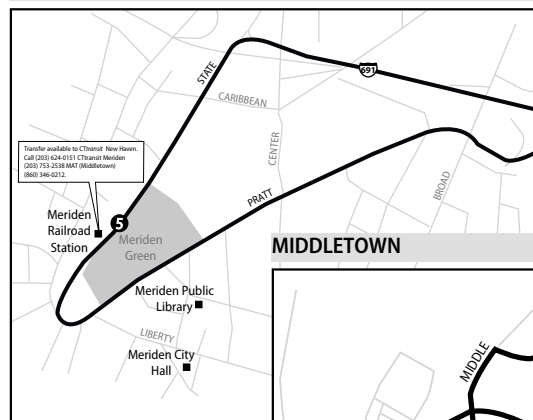 691
STATE
CARIBBEAN
CENTER
Transfer available to CTtransit New Haven.
Call (203) 624-0151 CTtransit Meriden
(203) 753-2538 MAT (Middletown)
(860) 346-0212.
BROAD
PRATT
5
Meriden
Railroad
Station
Meriden
Green
MIDDLETOWN
Meriden Public
Library
LIBERTY
Meriden City
Hall
MIDDLE